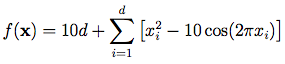 f(𝐱) = 10d + ∑_{i=1}^{d} [x_i^2 − 10 cos(2πx_i)]